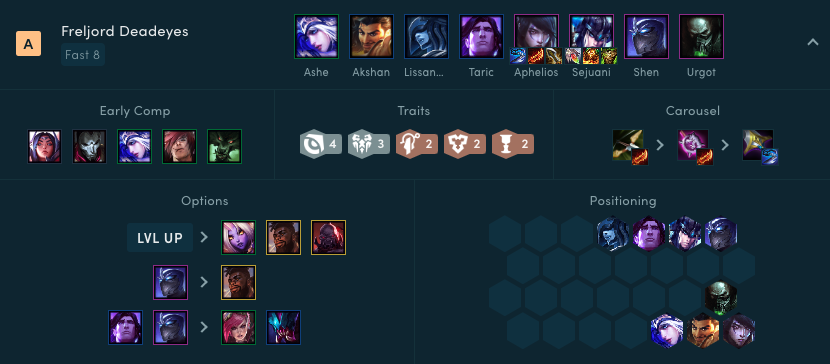 Freljord Deadeyes
A
Fast 8
Ashe
Akshan
Lissan...
Taric
Aphelios
Sejuani
Shen
Urgot
Early Comp
Traits
Carousel
4
3
2
2
2
Options
Positioning
LVL UP